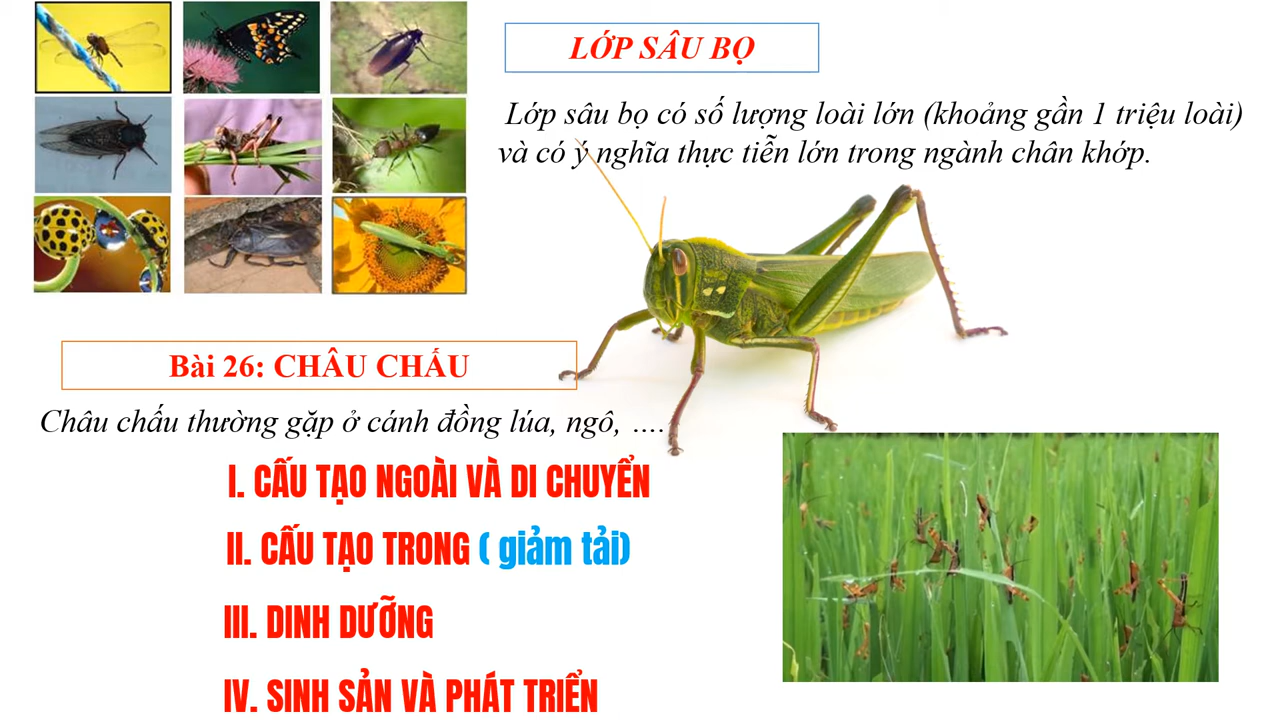 LỚP SÂU BỌ
Lớp sâu bọ có số lượng loài lớn (khoảng gần 1 triệu loài)
và có ý nghĩa thực tiễn lớn trong ngành chân khớp.
Bài 26: CHÂU CHẤU
Châu chấu thường gặp ở cánh đồng lúa, ngô, ….
I. CẤU TẠO NGOÀI VÀ DI CHUYỂN
II. CẤU TẠO TRONG ( giảm tải)
III. DINH DƯỠNG
IV. SINH SẢN VÀ PHÁT TRIỂN